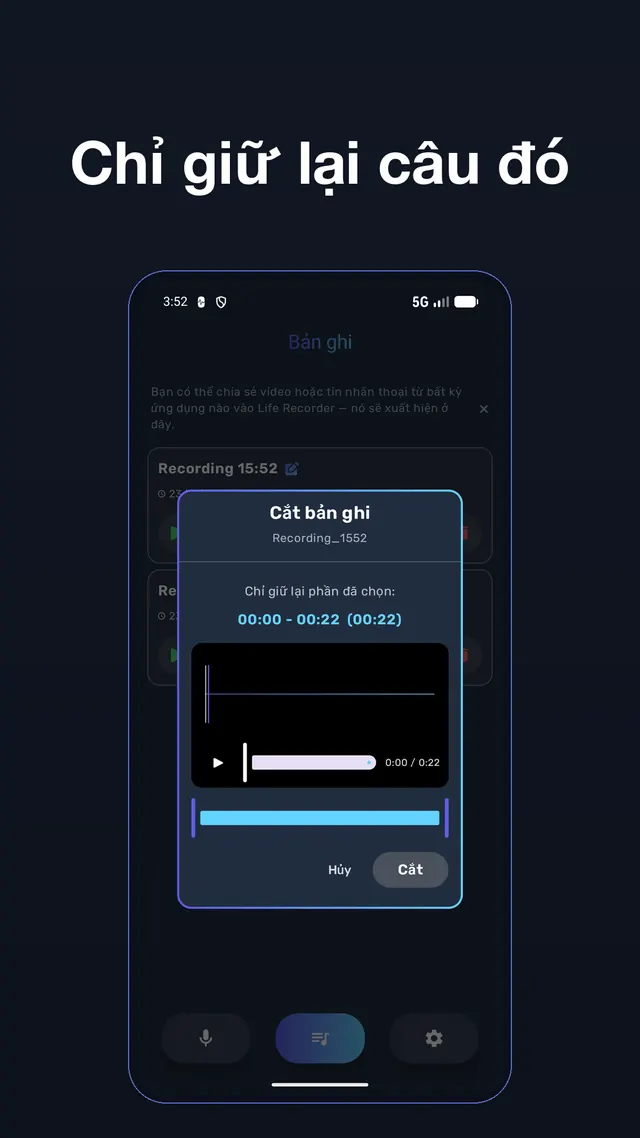 Chỉ giữ lại câu đó
3:52
5G
Bản ghi
Bạn có thể chia sẻ video hoặc tin nhắn thoại từ bất kỳ
ứng dụng nào vào Life Recorder — nó sẽ xuất hiện ở
đây.
Recording 15:52
23
Cắt bản ghi
Recording_1552
Re
Chỉ giữ lại phần đã chọn:
00:00 - 00:22 (00:22)
0:00 / 0:22
Hủy
Cắt